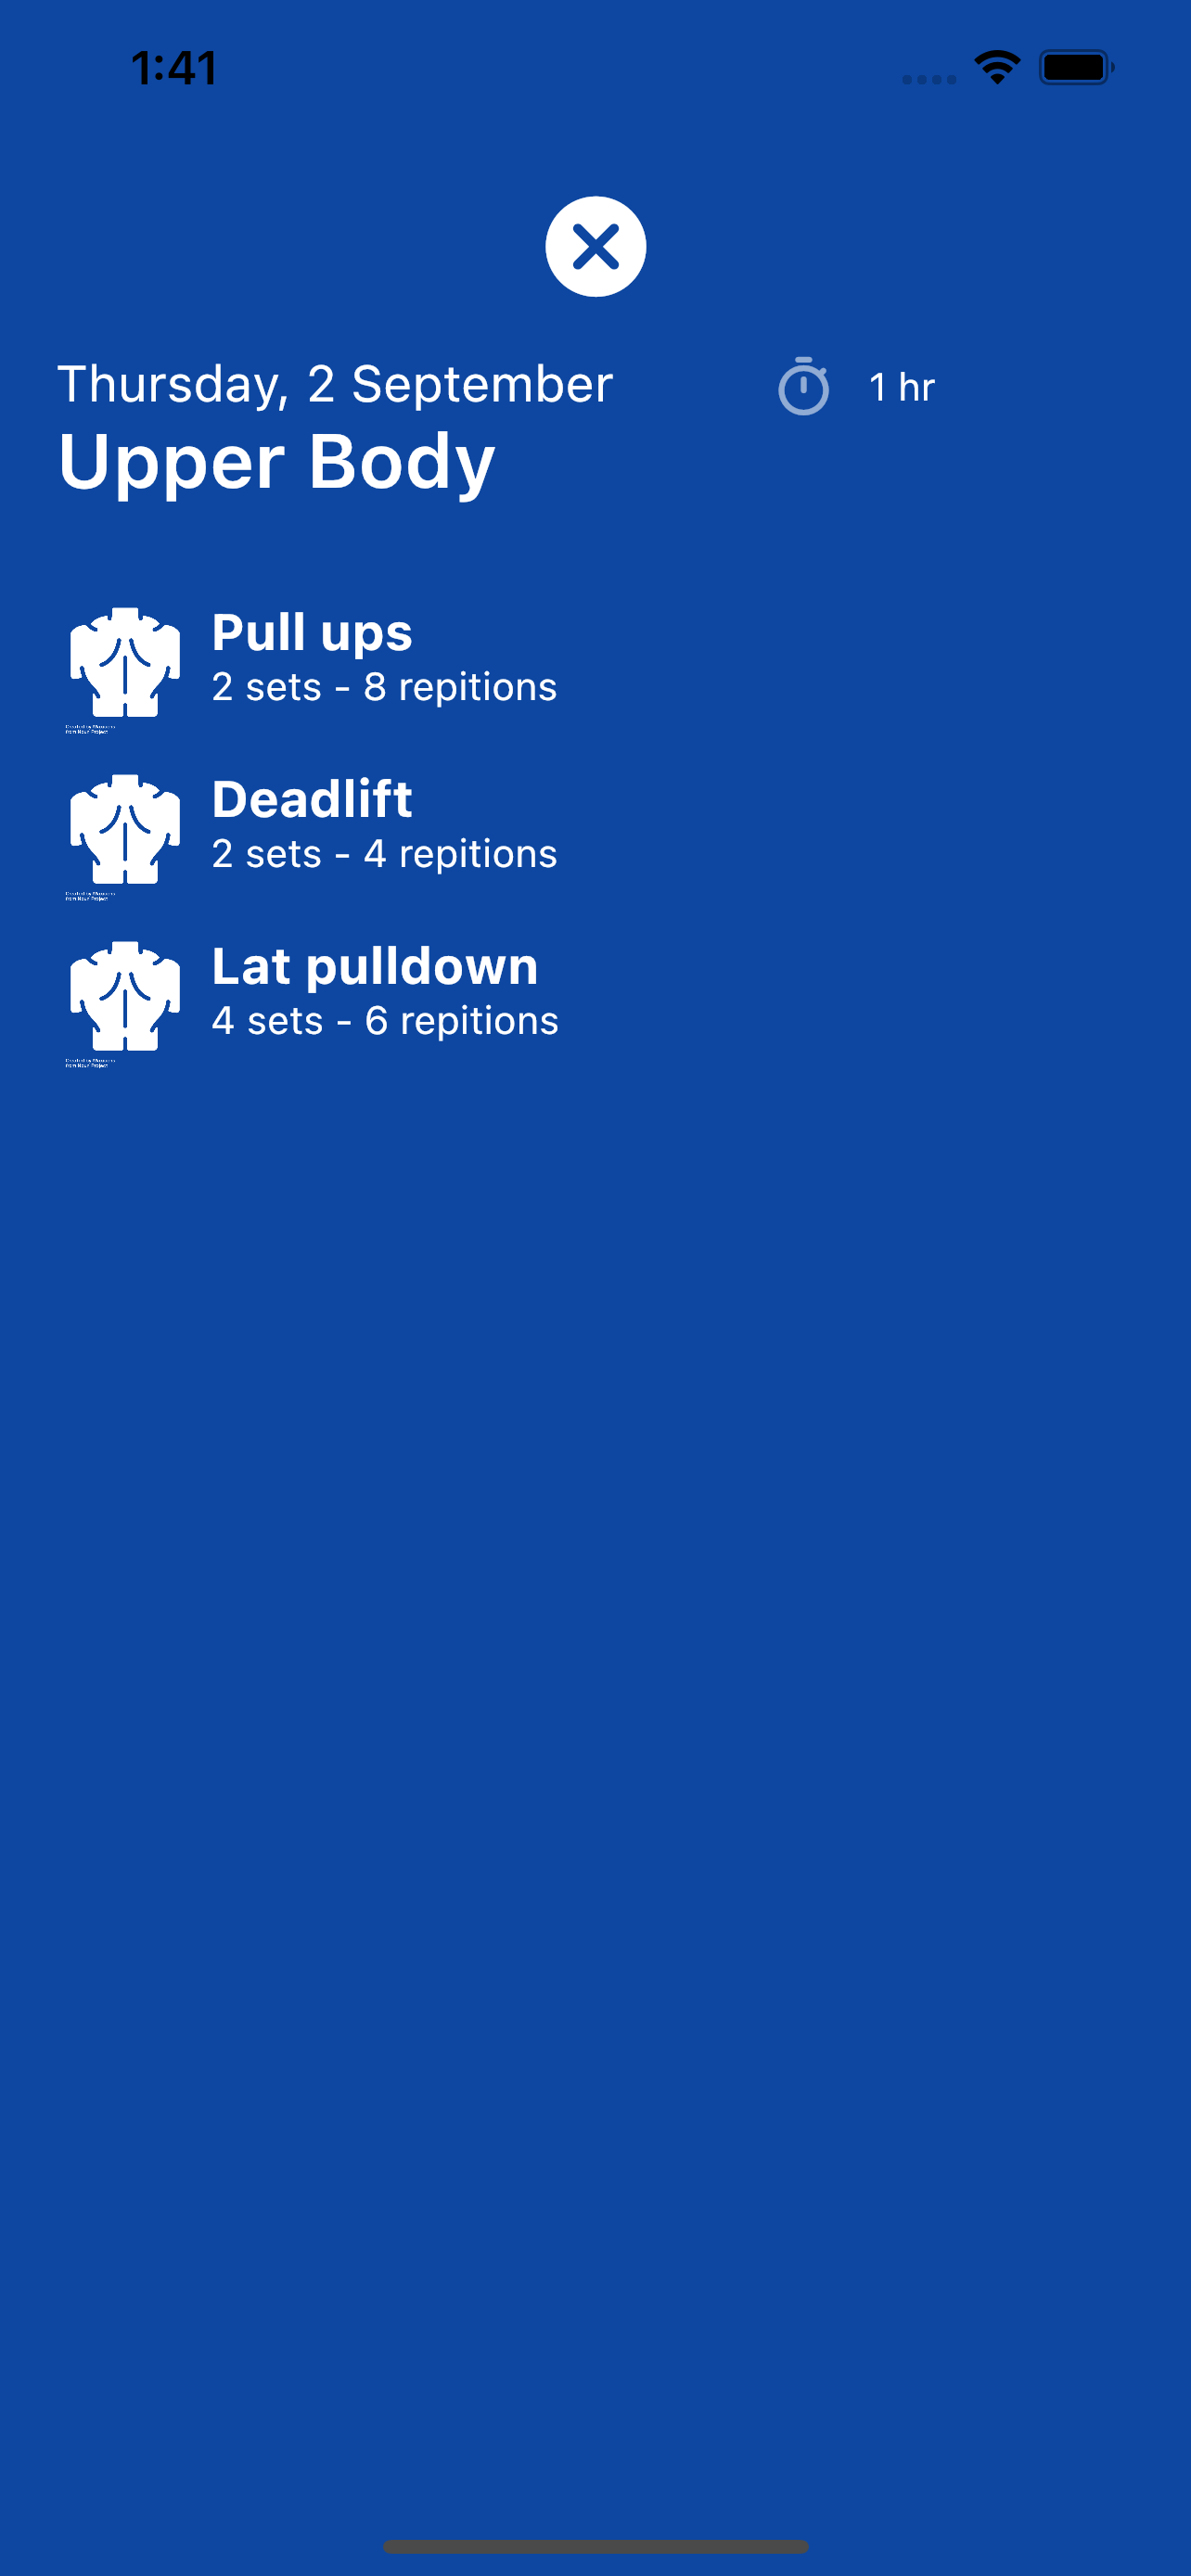 1:41
Thursday, 2 September
1 hr
Upper Body
Pull ups
2 sets - 8 repitions
Deadlift
2 sets - 4 repitions
Lat pulldown
4 sets - 6 repitions